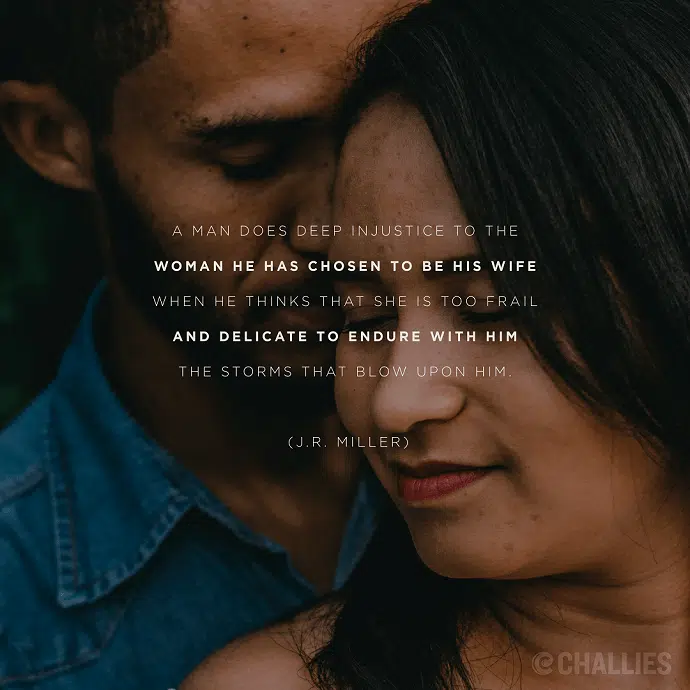 A MAN DOES DEEP INJUSTICE TO THE
WOMAN HE HAS CHOSEN TO BE HIS WIFE
WHEN HE THINKS THAT SHE IS TOO FRAIL
AND DELICATE TO ENDURE WITH HIM
THE STORMS THAT BLOW UPON HIM.
(J.R. MILLER)
@CHALLIES